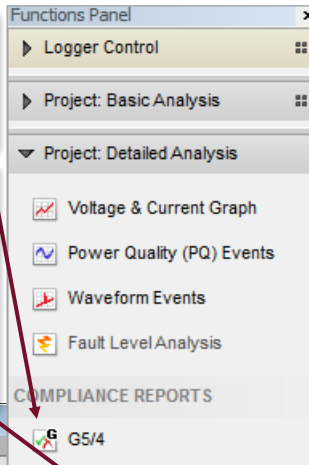 Functions Panel
Logger Control
Project: Basic Analysis
Project: Detailed Analysis
Voltage & Current Graph
Power Quality (PQ) Events
Waveform Events
Fault Level Analysis
COMPLIANCE REPORTS
G5/4